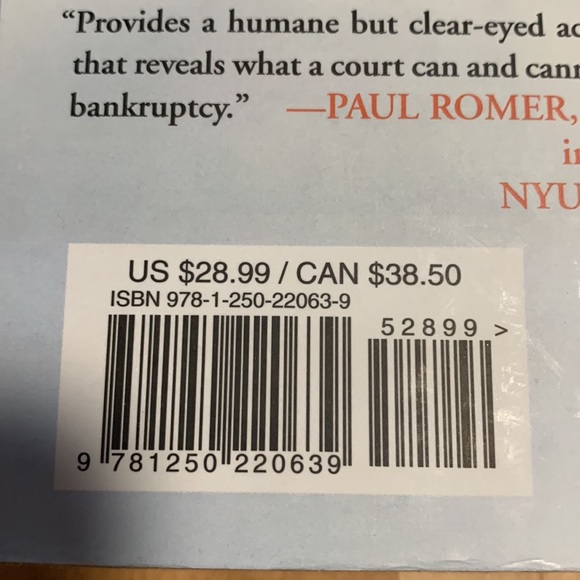 “Provides a humane but clear-eyed
that reveals what a court can and
bankruptcy.” —PAUL ROMER,
NYU
US $28.99 / CAN $38.50
ISBN 978-1-250-22063-9
52899 >
9 781250 220639